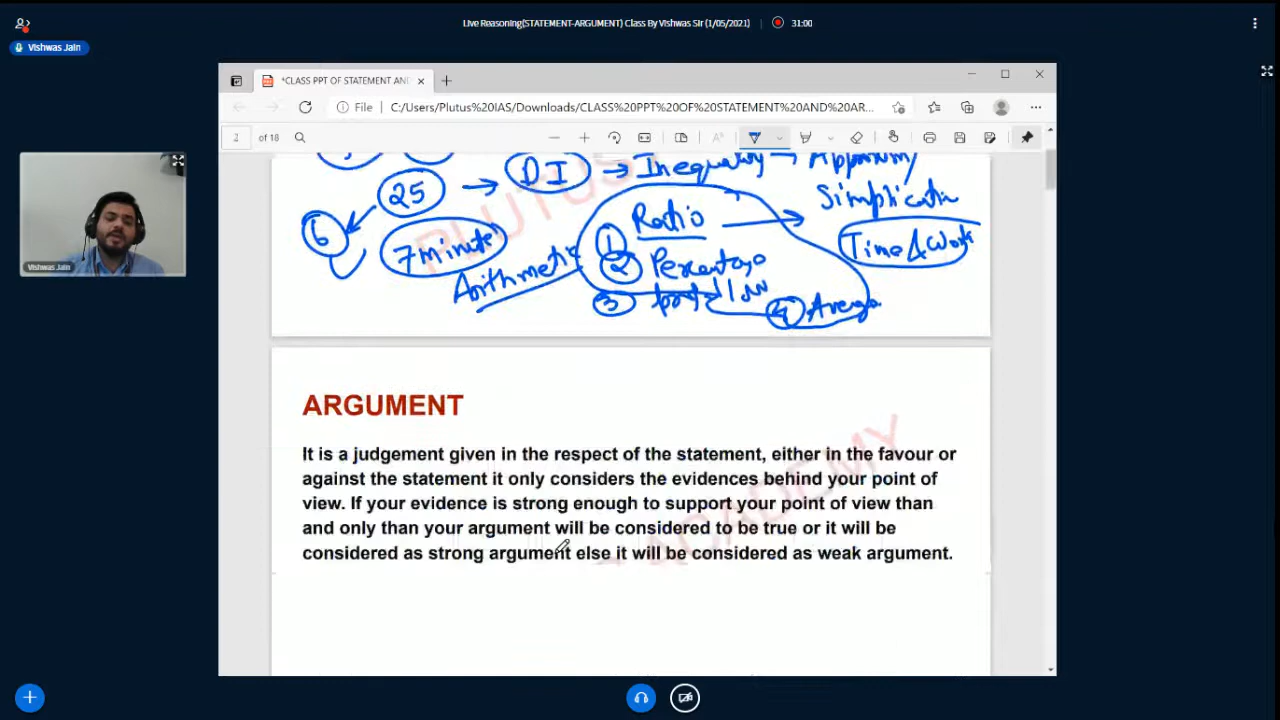 Live Reasoning(STATEMENT-ARGUMENT) Class By Vishwas Sir (1/05/2021)
31:00
Vishwas Jain
*CLASS PPT OF STATEMENT AN
File
C:/Users/Plutus%20IAS/Downloads/CLASS%20PPT%20OF%20STATEMENT%20AND%20AR...
2 of 18
25 → DI → Inequality →
Simplification
6
7 minute
Ratio
Time & Work
Arithmetic
1
2 Percentage
3
4 Average
PLUTUS
ARGUMENT
It is a judgement given in the respect of the statement, either in the favour or
against the statement it only considers the evidences behind your point of
view. If your evidence is strong enough to support your point of view than
and only than your argument will be considered to be true or it will be
considered as strong argument else it will be considered as weak argument.
Vishwas Jain